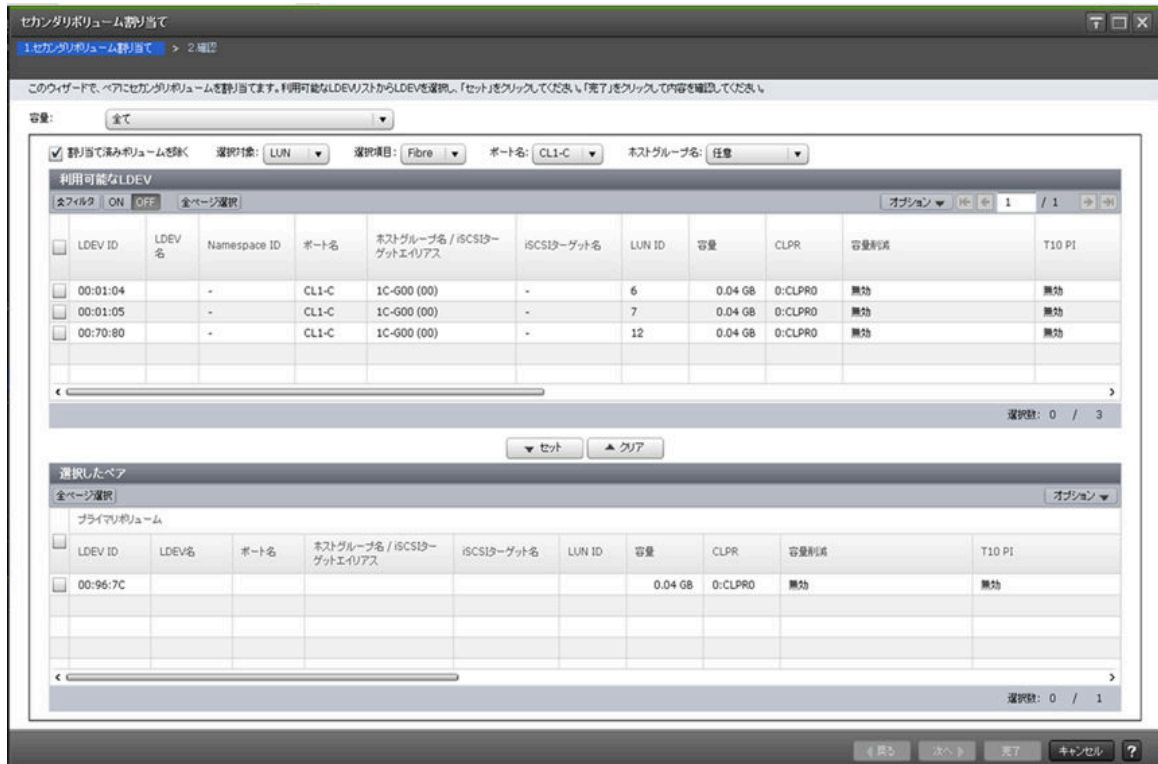 セカンダリボリューム割り当て
1.セカンダリボリューム割り当て > 2.確認
このウィザードで、ペアにセカンダリボリュームを割り当てます。利用可能なLDEVリストからLDEVを選択し、「セット」をクリックしてください。「完了」をクリックして内容を確認してください。
容量: 全て
割り当て済みボリュームを除く 選択対象: LUN 選択項目: Fibre ポート名: CL1-C ホストグループ名: 任意
利用可能なLDEV
フィルタ ON OFF 全ページ選択 オプション 1 / 1
LDEV ID LDEV名 Namespace ID ポート名 ホストグループ名 / iSCSIターゲットエイリアス iSCSIターゲット名 LUN ID 容量 CLPR 容量削減 T10 PI
00:01:04 - CL1-C 1C-G00 (00) - 6 0.04 GB 0:CLPR0 無効 無効
00:01:05 - CL1-C 1C-G00 (00) - 7 0.04 GB 0:CLPR0 無効 無効
00:70:80 - CL1-C 1C-G00 (00) - 12 0.04 GB 0:CLPR0 無効 無効
選択数: 0 / 3
セット クリア
選択したペア
全ページ選択 オプション
プライマリボリューム
LDEV ID LDEV名 ポート名 ホストグループ名 / iSCSIターゲットエイリアス iSCSIターゲット名 LUN ID 容量 CLPR 容量削減 T10 PI
00:96:7C 0.04 GB 0:CLPR0 無効 無効
選択数: 0 / 1
戻る 次へ 完了 キャンセル ?